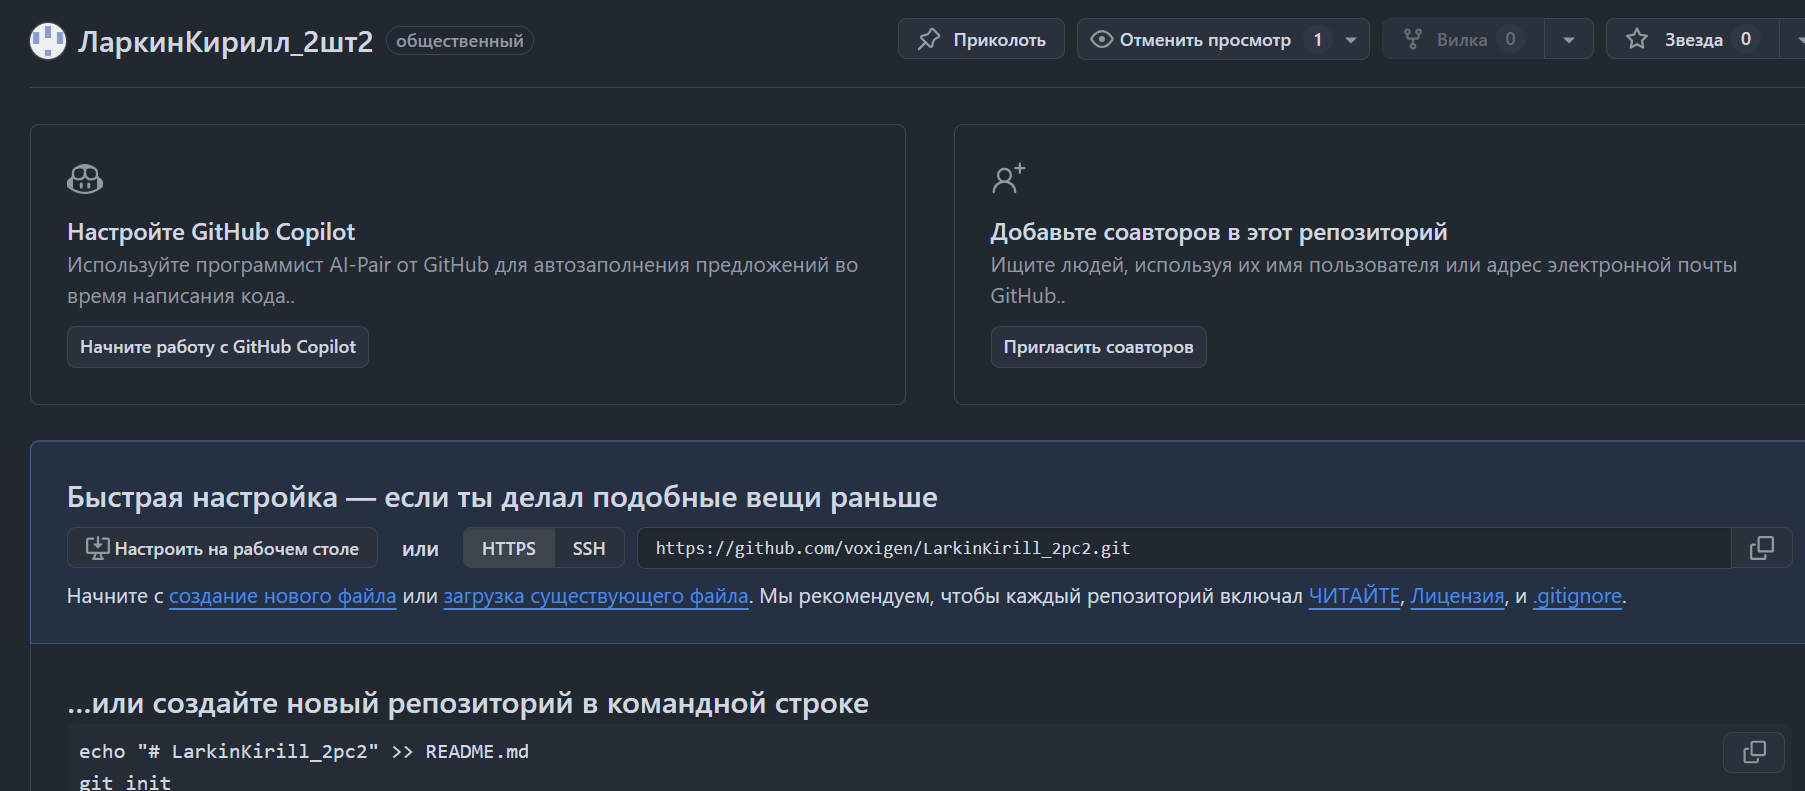 ЛаркинКирилл_2шт2 общественный Приколоть Отменить просмотр 1 Вилка 0 Звезда 0
Настройте GitHub Copilot
Используйте программист AI-Pair от GitHub для автозаполнения предложений во
время написания кода..
Начните работу с GitHub Copilot
Добавьте соавторов в этот репозиторий
Ищите людей, используя их имя пользователя или адрес электронной почты
GitHub..
Пригласить соавторов
Быстрая настройка — если ты делал подобные вещи раньше
Настроить на рабочем столе или HTTPS SSH https://github.com/voxigen/LarkinKirill_2pc2.git
Начните с создание нового файла или загрузка существующего файла. Мы рекомендуем, чтобы каждый репозиторий включал ЧИТАЙТЕ, Лицензия, и .gitignore.
...или создайте новый репозиторий в командной строке
echo "# LarkinKirill_2pc2" >> README.md
git init